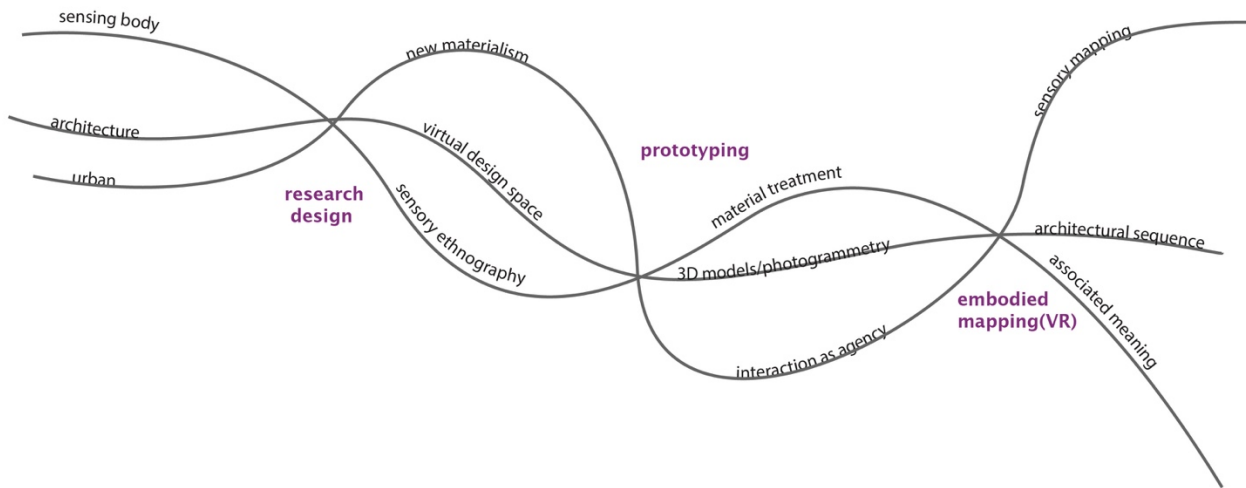 sensing body
architecture
urban
research
design
new materialism
virtual design space
sensory ethnography
prototyping
material treatment
3D models/photogrammetry
interaction as agency
embodied
mapping(VR)
sensory mapping
architectural sequence
associated meaning